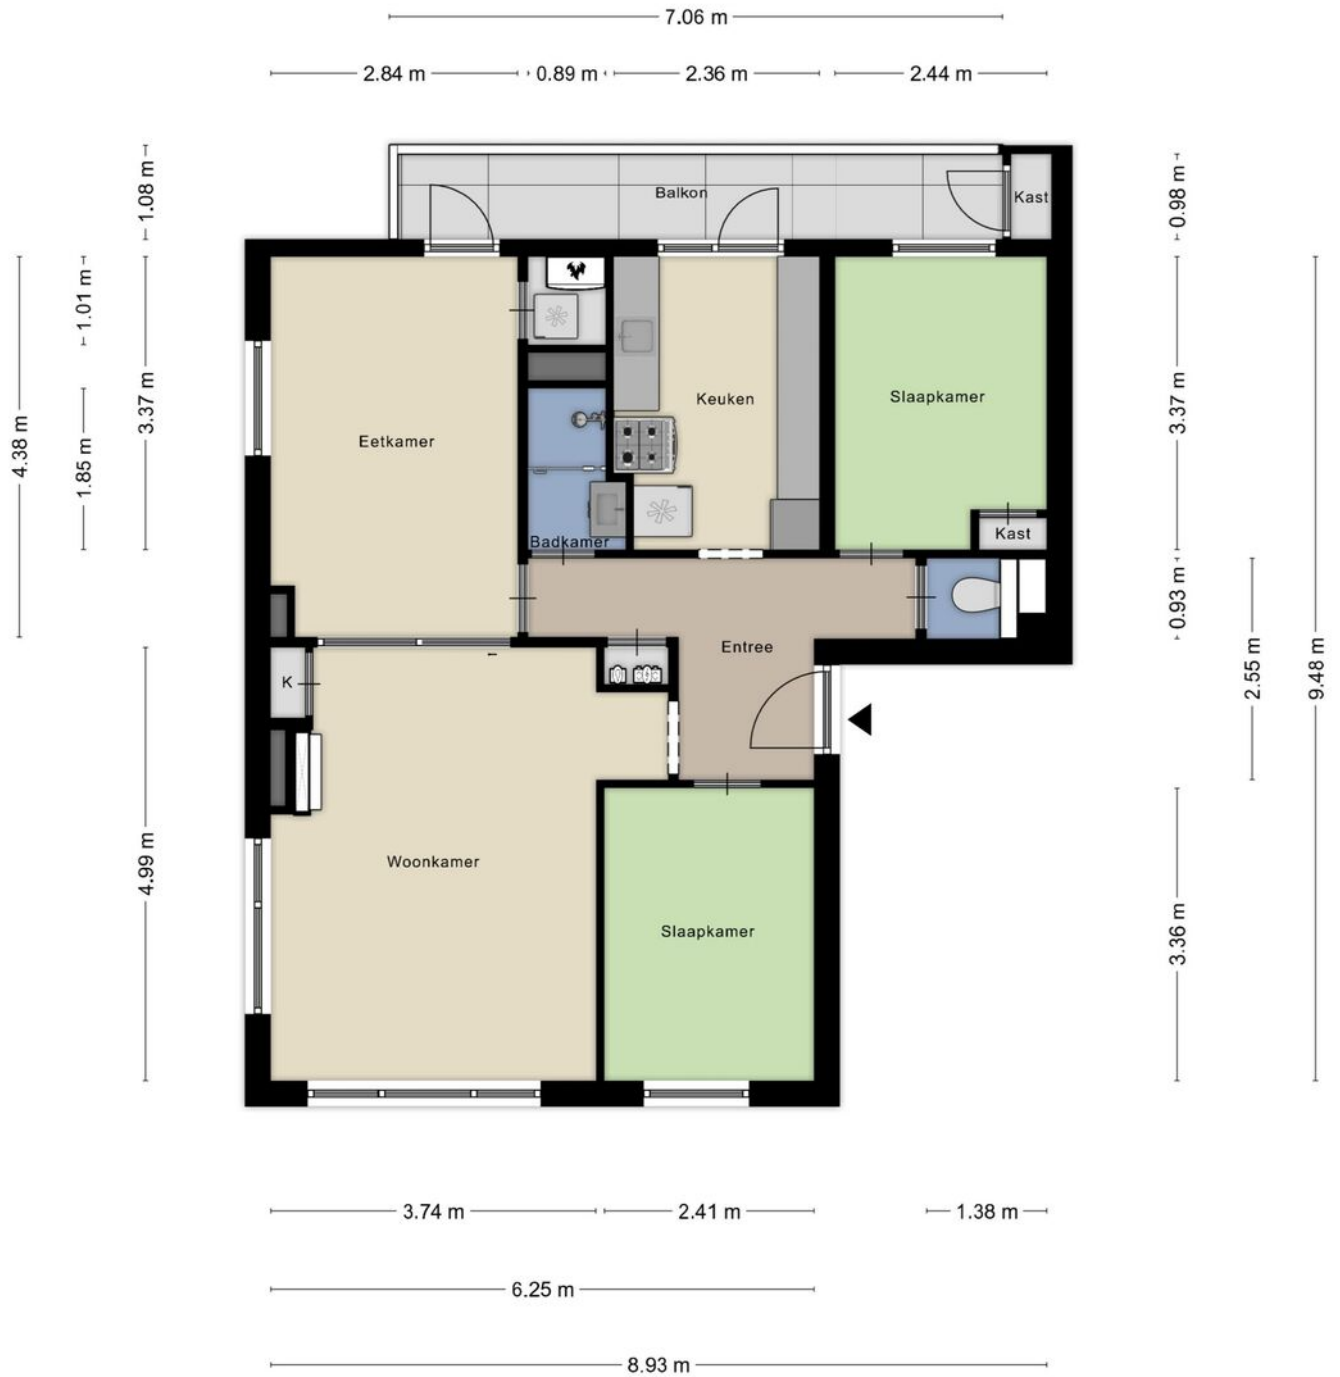 7.06 m
2.84 m
0.89 m
2.36 m
2.44 m
1.08 m
0.98 m
Balkon
Kast
4.38 m
1.01 m
1.85 m
3.37 m
Eetkamer
Keuken
Slaapkamer
3.37 m
9.48 m
Kast
Badkamer
0.93 m
2.55 m
Entree
K
4.99 m
Woonkamer
Slaapkamer
3.36 m
3.74 m
2.41 m
1.38 m
6.25 m
8.93 m